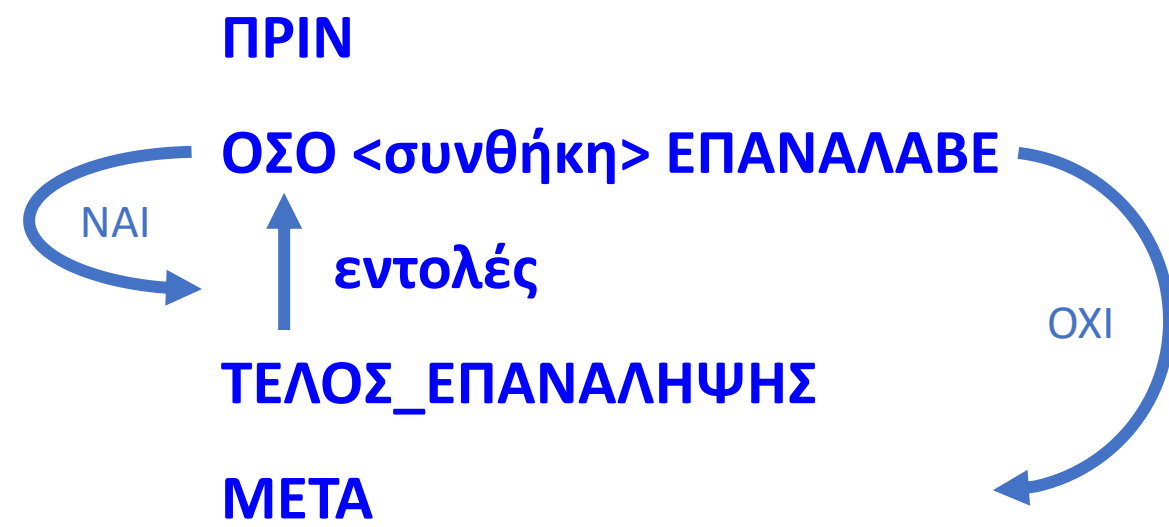 ΠΡΙΝ
ΟΣΟ <συνθήκη> ΕΠΑΝΑΛΑΒΕ
ΝΑΙ
εντολές
ΟΧΙ
ΤΕΛΟΣ_ΕΠΑΝΑΛΗΨΗΣ
ΜΕΤΑ